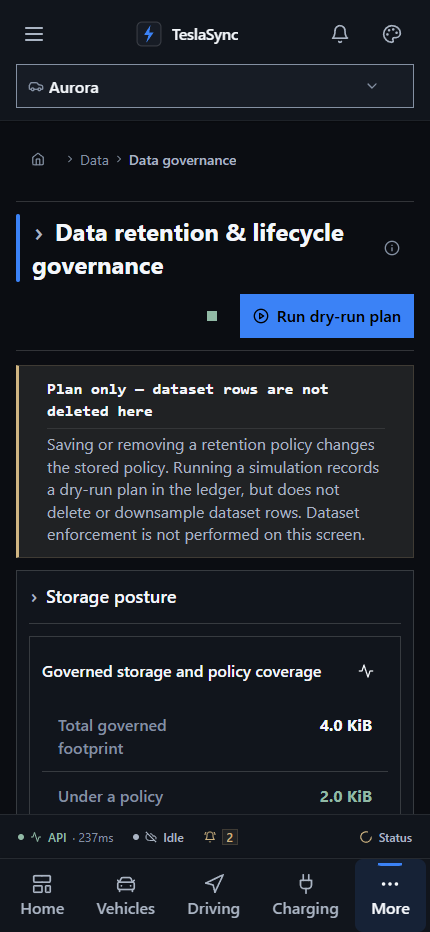 TeslaSync
Aurora
Data
Data governance
Data retention & lifecycle
governance
Run dry-run plan
Plan only — dataset rows are not
deleted here
Saving or removing a retention policy changes
the stored policy. Running a simulation records
a dry-run plan in the ledger, but does not
delete or downsample dataset rows. Dataset
enforcement is not performed on this screen.
Storage posture
Governed storage and policy coverage
Total governed
footprint
4.0 KiB
Under a policy
2.0 KiB
API · 237ms
Idle
2
Status
Home
Vehicles
Driving
Charging
More